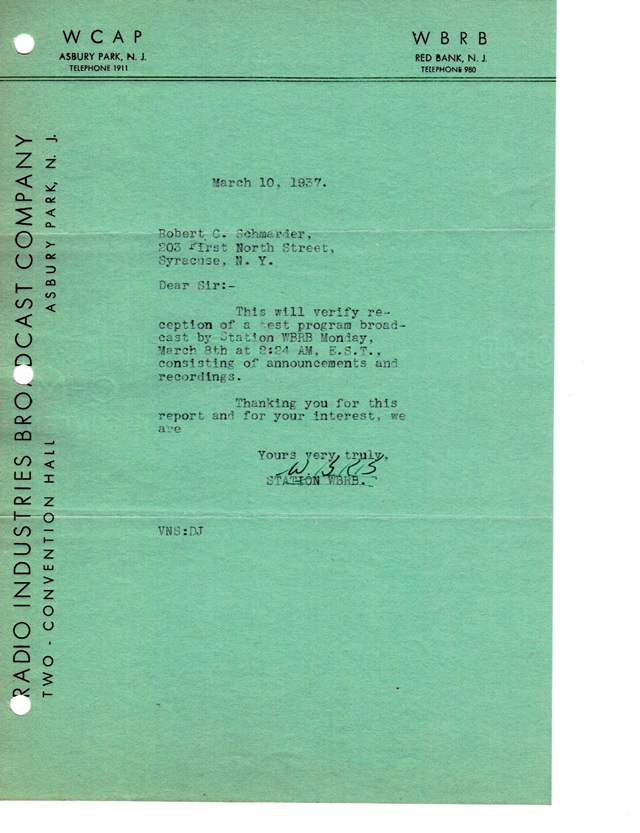 WCAP
ASBURY PARK, N. J.
TELEPHONE 1911
WBRB
RED BANK, N. J.
TELEPHONE 980
RADIO INDUSTRIES BROADCAST COMPANY
TWO - CONVENTION HALL ASBURY PARK, N. J.
March 10, 1937.
Robert C. Schmarder,
203 First North Street,
Syracuse, N. Y.
Dear Sir:-
This will verify re-
ception of a test program broad-
cast by Station WBRB Monday,
March 8th at 2:24 AM, E.S.T.,
consisting of announcements and
recordings.
Thanking you for this
report and for your interest, we
are
Yours very truly,
W. B R B
STATION WBRB.
VNS:DJ